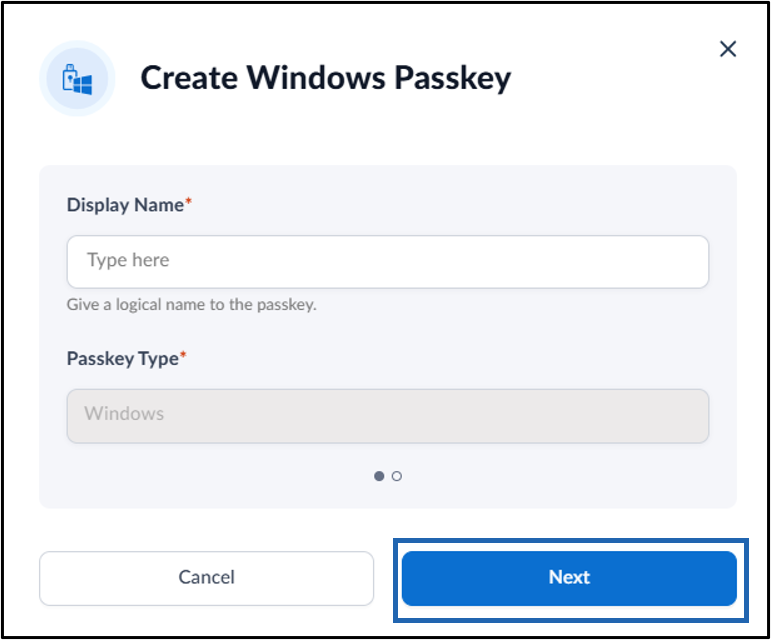 Create Windows Passkey
Display Name*
Type here
Give a logical name to the passkey.
Passkey Type*
Windows
Cancel
Next